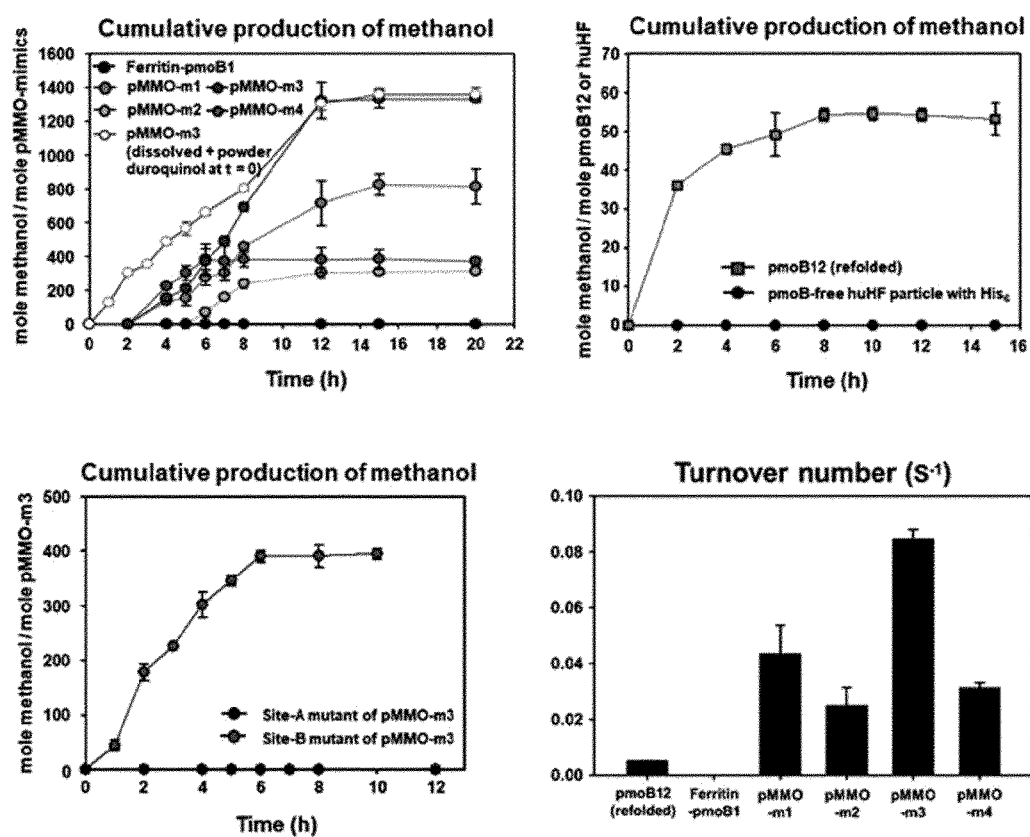 Cumulative production of methanol
mole methanol / mole pMMO-mimics
1600
1400
1200
1000
800
600
400
200
0
Ferritin-pmoB1
pMMO-m1 pMMO-m3
pMMO-m2 pMMO-m4
pMMO-m3
(dissolved + powder
duroquinol at t = 0)
0 2 4 6 8 10 12 14 16 18 20 22
Time (h)
Cumulative production of methanol
mole methanol / mole pmoB12 or huHF
70
60
50
40
30
20
10
0
pmoB12 (refolded)
pmoB-free huHF particle with His6
0 2 4 6 8 10 12 14 16
Time (h)
Cumulative production of methanol
mole methanol / mole pMMO-m3
500
400
300
200
100
0
Site-A mutant of pMMO-m3
Site-B mutant of pMMO-m3
0 2 4 6 8 10 12
Time (h)
Turnover number (S-1)
0.10
0.08
0.06
0.04
0.02
0.00
pmoB12 Ferritin pMMO pMMO pMMO pMMO
(refolded) -pmoB1 -m1 -m2 -m3 -m4